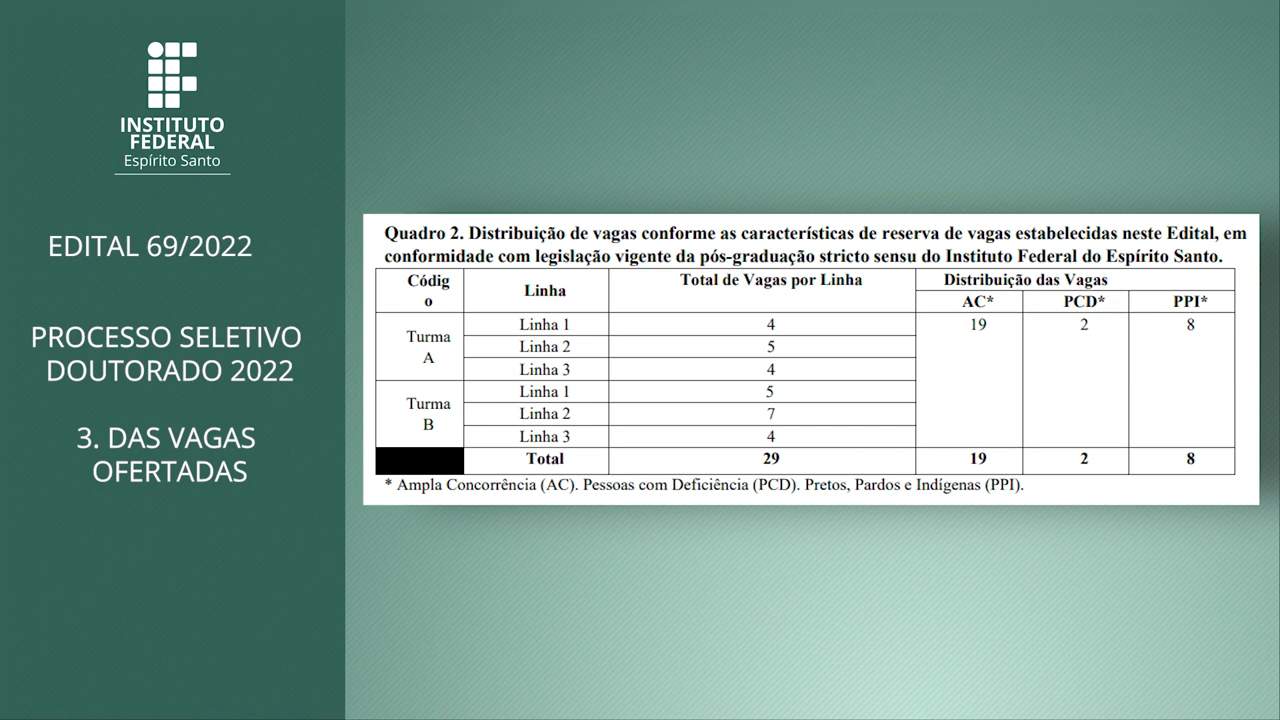 INSTITUTO
FEDERAL
Espírito Santo
EDITAL 69/2022
PROCESSO SELETIVO
DOUTORADO 2022
3. DAS VAGAS
OFERTADAS
Quadro 2. Distribuição de vagas conforme as características de reserva de vagas estabelecidas neste Edital, em
conformidade com legislação vigente da pós-graduação stricto sensu do Instituto Federal do Espírito Santo.
Códig
o
Linha
Total de Vagas por Linha
Distribuição das Vagas
AC* PCD* PPI*
Turma
A
Linha 1 4 19 2 8
Linha 2 5
Linha 3 4
Turma
B
Linha 1 5
Linha 2 7
Linha 3 4
Total 29 19 2 8
* Ampla Concorrência (AC). Pessoas com Deficiência (PCD). Pretos, Pardos e Indígenas (PPI).